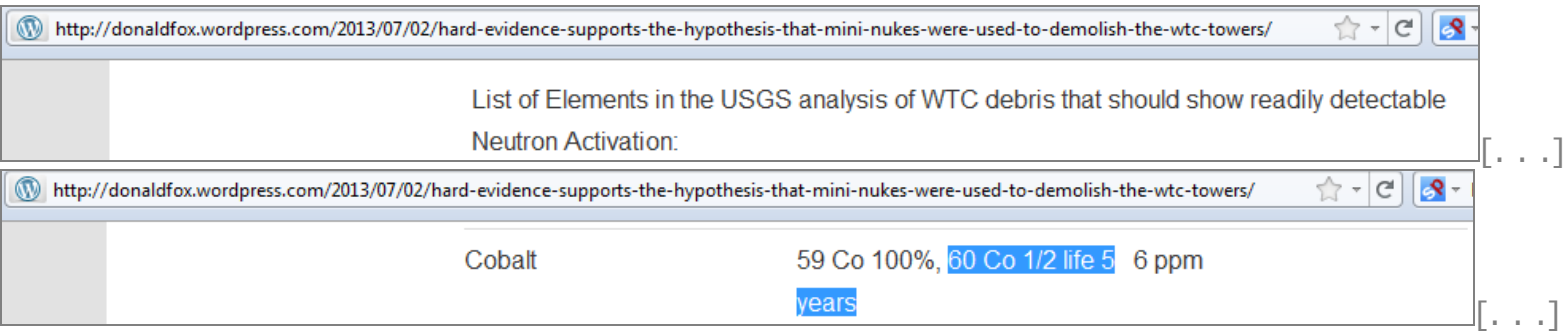 http://donaldfox.wordpress.com/2013/07/02/hard-evidence-supports-the-hypothesis-that-mini-nukes-were-used-to-demolish-the-wtc-towers/
List of Elements in the USGS analysis of WTC debris that should show readily detectable
Neutron Activation:
[. . .]
http://donaldfox.wordpress.com/2013/07/02/hard-evidence-supports-the-hypothesis-that-mini-nukes-were-used-to-demolish-the-wtc-towers/
Cobalt 59 Co 100%, 60 Co 1/2 life 5 6 ppm
years
[. . .]